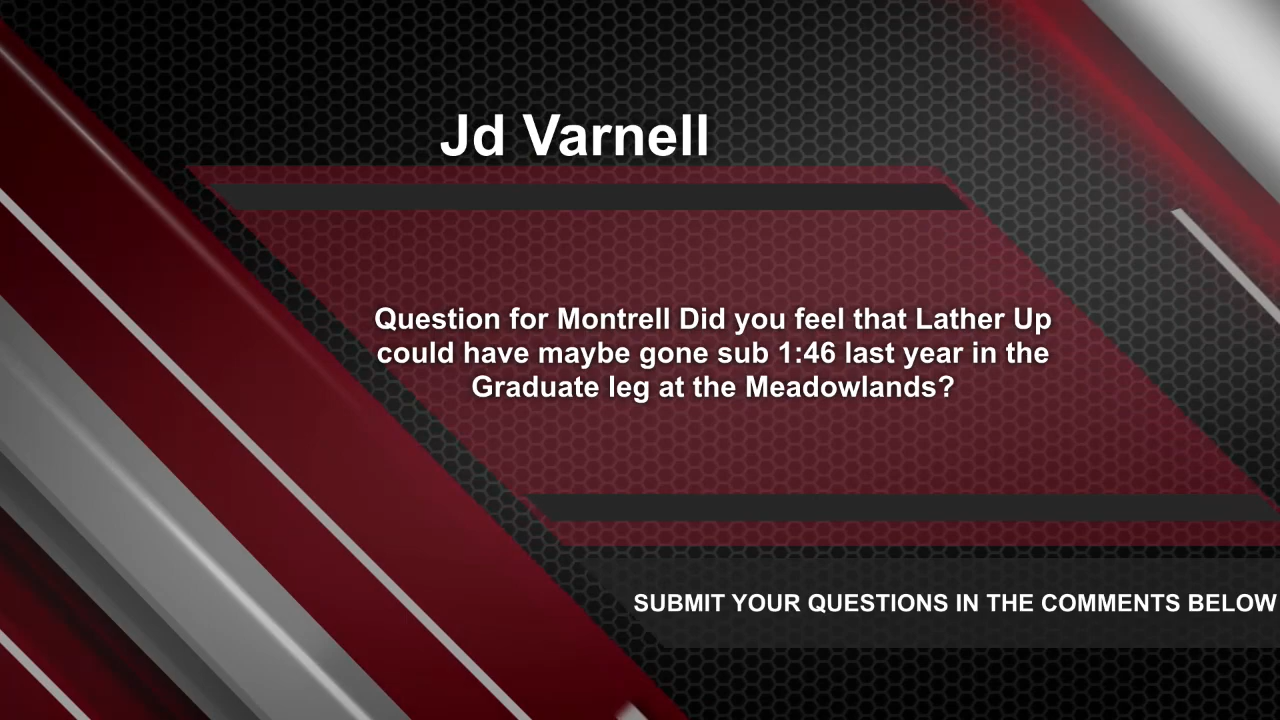 Jd Varnell
Question for Montrell Did you feel that Lather Up
could have maybe gone sub 1:46 last year in the
Graduate leg at the Meadowlands?
SUBMIT YOUR QUESTIONS IN THE COMMENTS BELOW